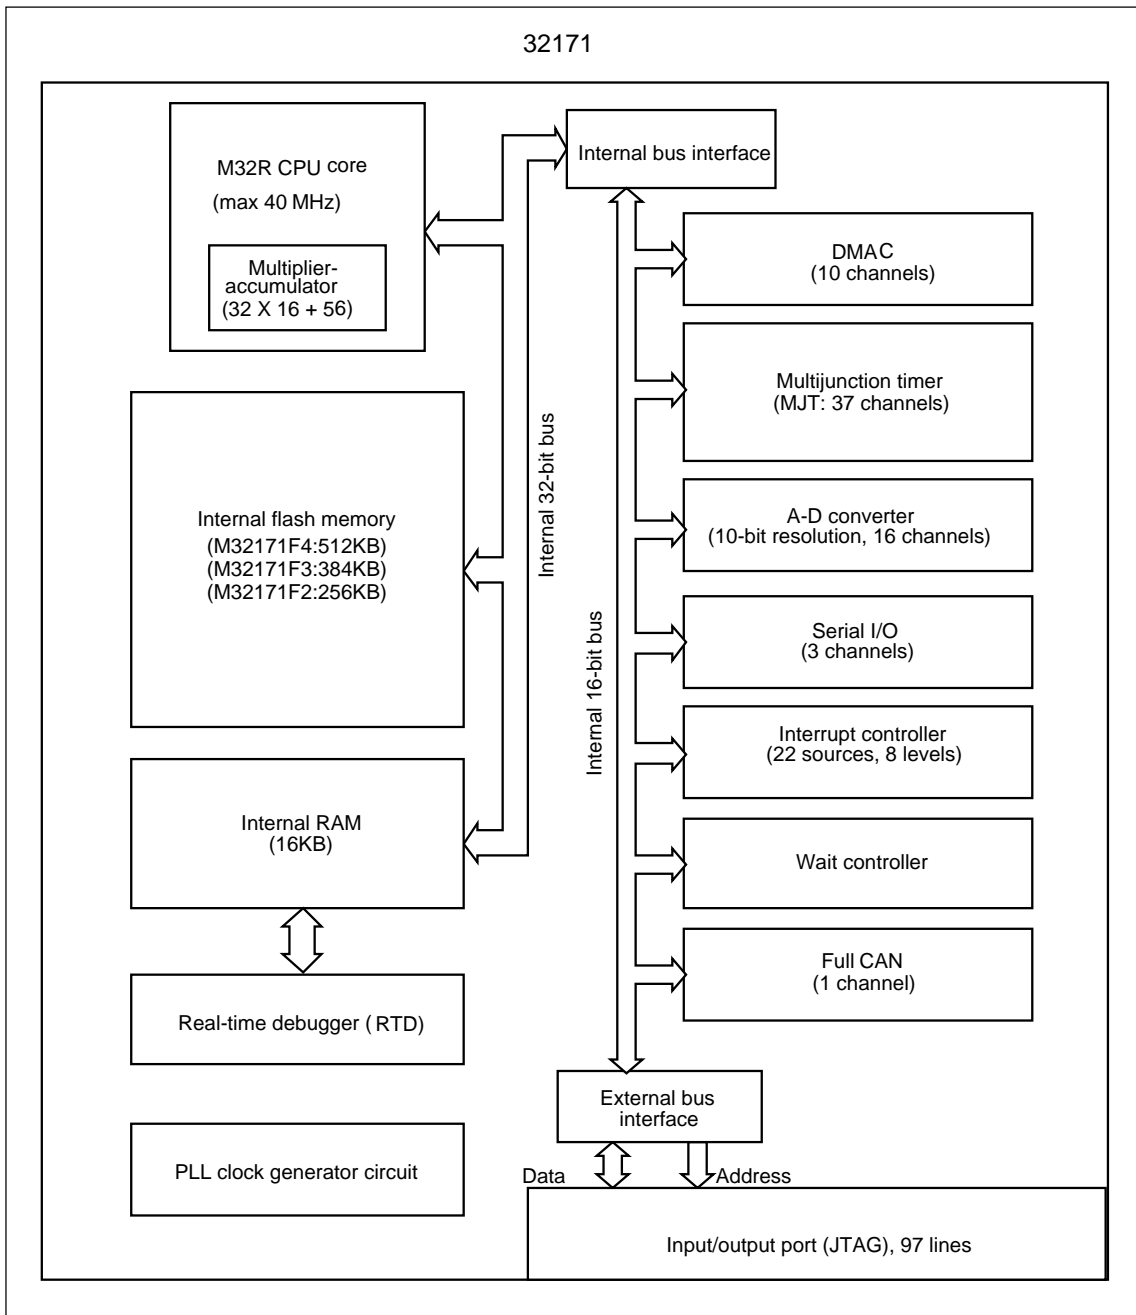 32171
M32R CPU core
(max 40 MHz)
Multiplier-
accumulator
(32 X 16 + 56)
Internal flash memory
(M32171F4:512KB)
(M32171F3:384KB)
(M32171F2:256KB)
Internal RAM
(16KB)
Real-time debugger (RTD)
PLL clock generator circuit
Internal 32-bit bus
Internal bus interface
Internal 16-bit bus
DMAC
(10 channels)
Multijunction timer
(MJT: 37 channels)
A-D converter
(10-bit resolution, 16 channels)
Serial I/O
(3 channels)
Interrupt controller
(22 sources, 8 levels)
Wait controller
Full CAN
(1 channel)
External bus
interface
Data
Address
Input/output port (JTAG), 97 lines